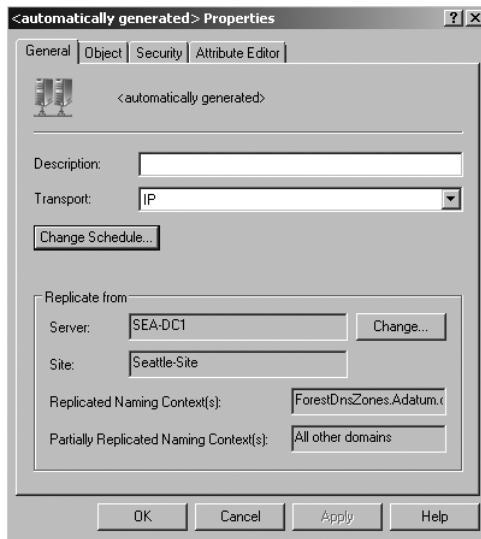 <automatically generated> Properties
General Object Security Attribute Editor
<automatically generated>
Description:
Transport: IP
Change Schedule...
Replicate from
Server: SEA-DC1 Change...
Site: Seattle-Site
Replicated Naming Context(s): ForestDnsZones.Adatum.c
Partially Replicated Naming Context(s): All other domains
OK Cancel Apply Help